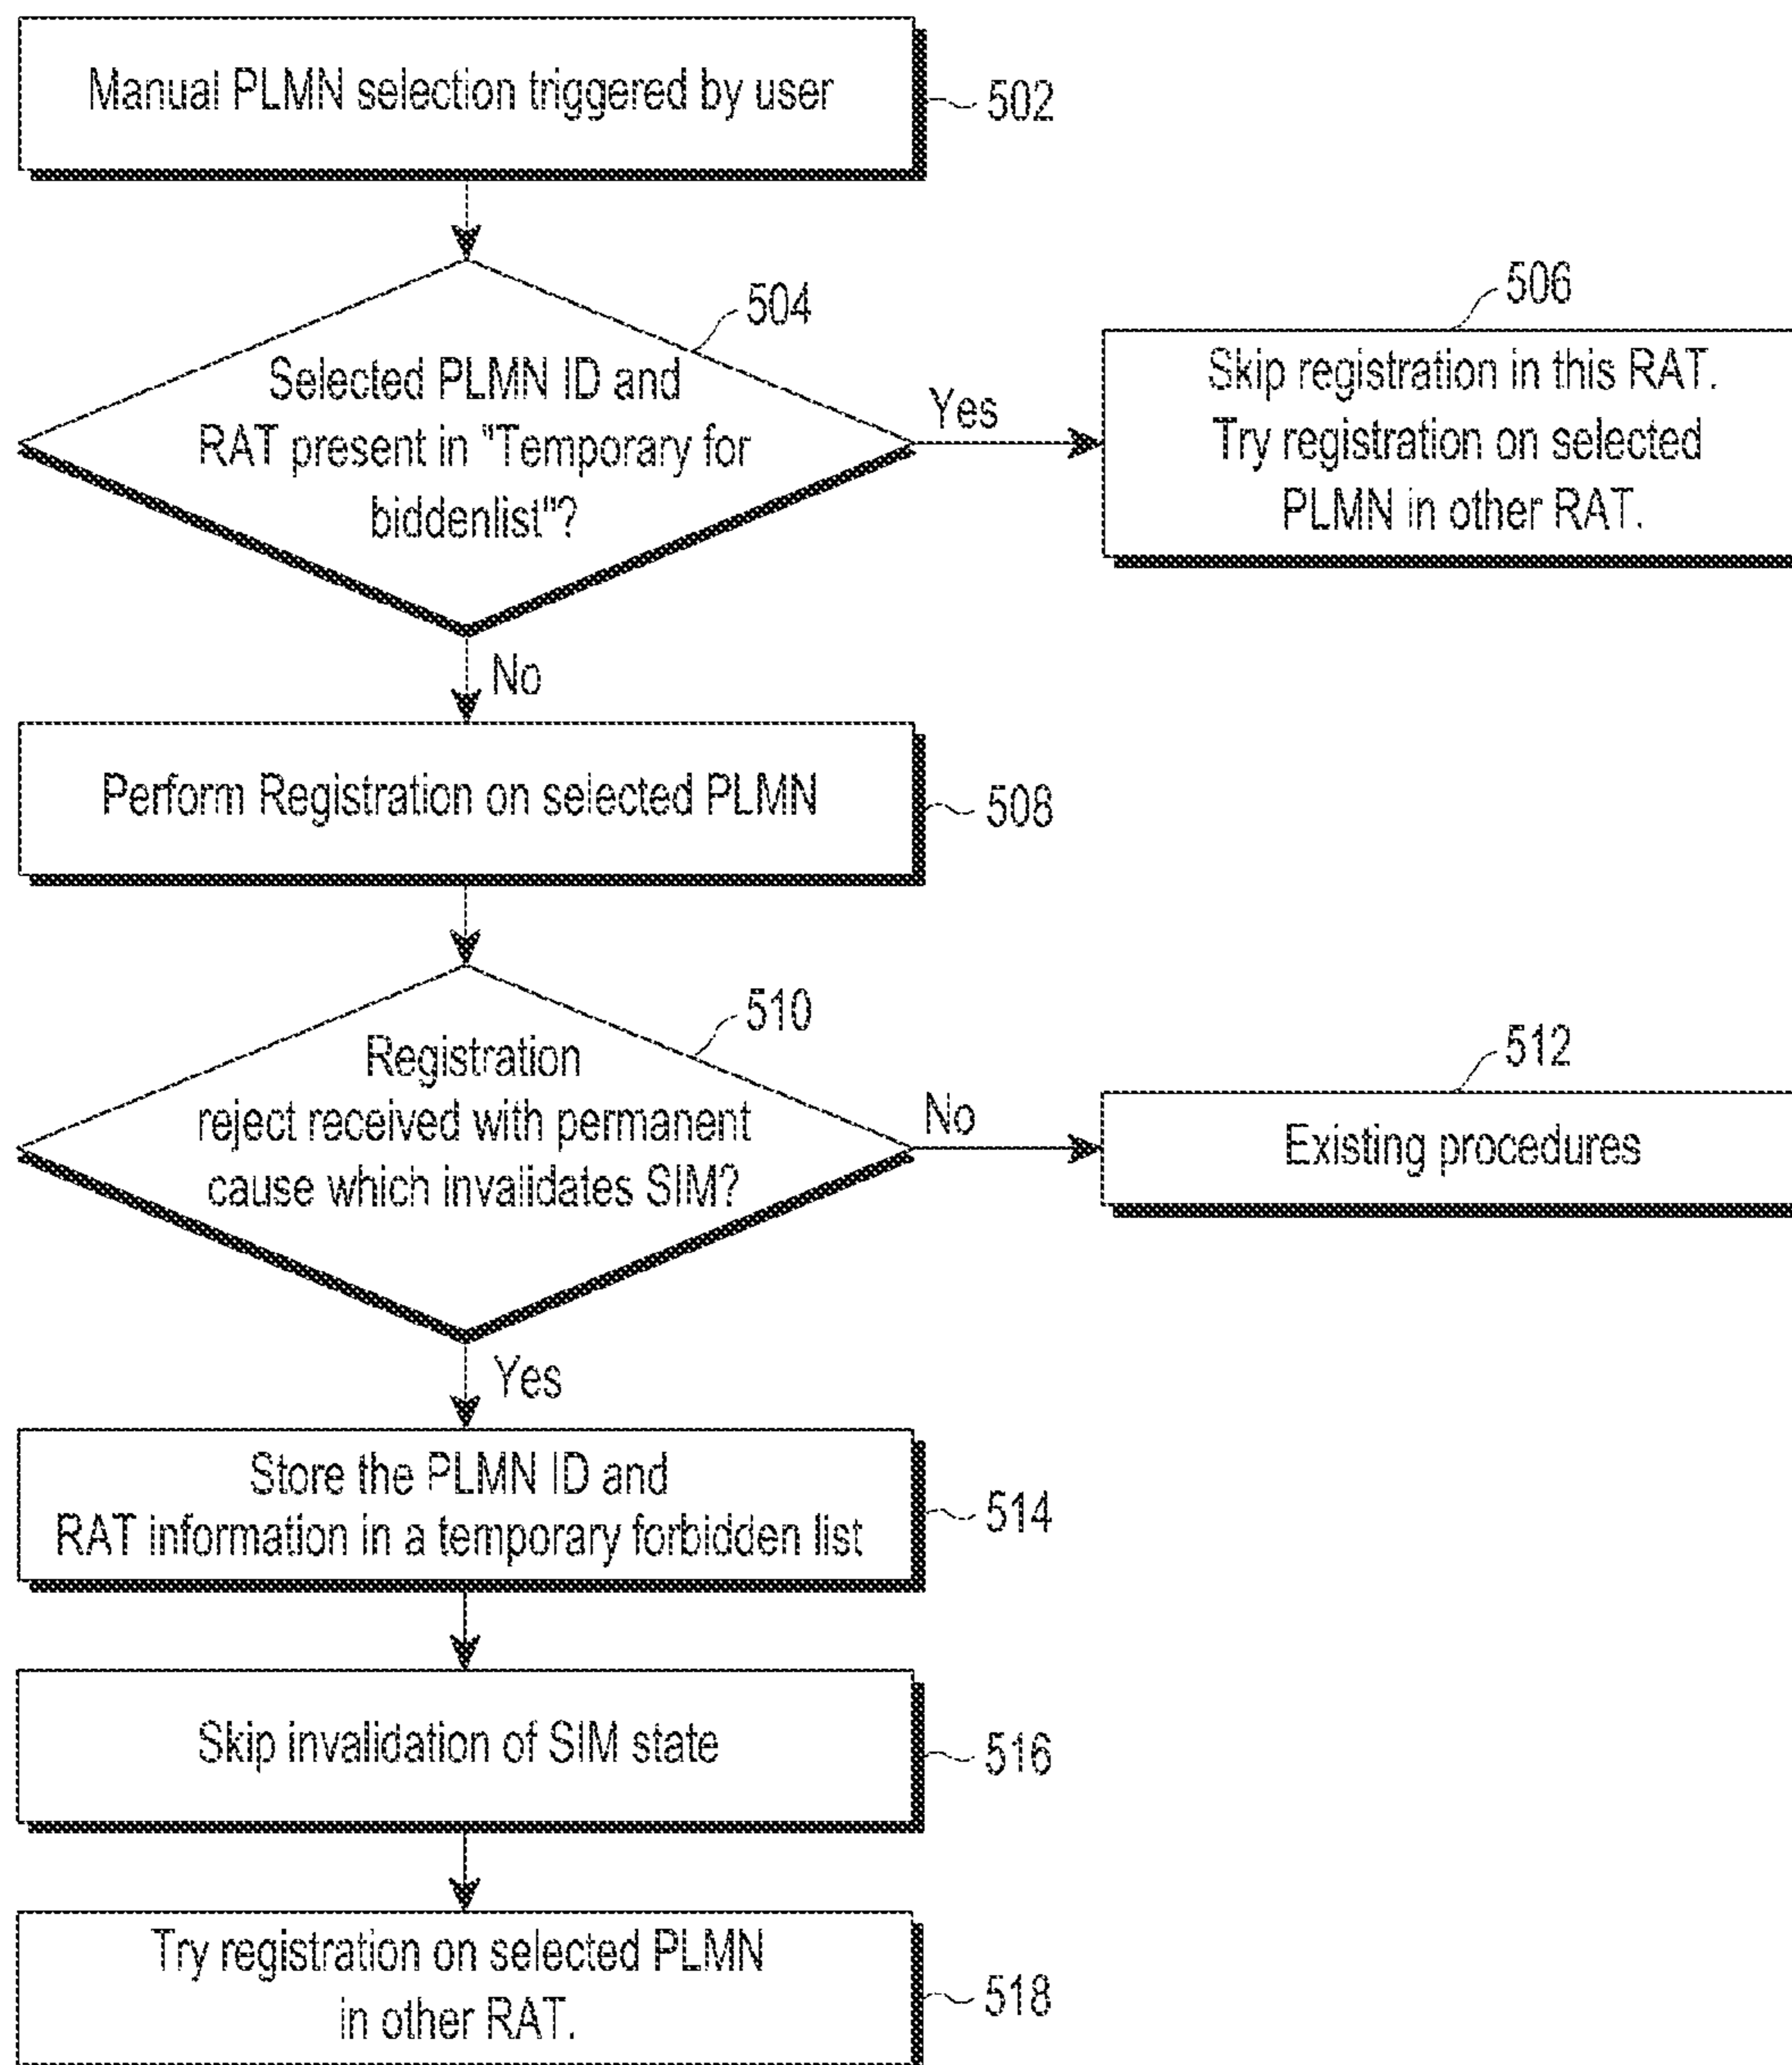 Manual PLMN selection triggered by user
502
504
Selected PLMN ID and
RAT present in "Temporary for
biddenlist"?
Yes
506
Skip registration in this RAT.
Try registration on selected
PLMN in other RAT.
No
Perform Registration on selected PLMN
508
510
Registration
reject received with permanent
cause which invalidates SIM?
No
512
Existing procedures
Yes
Store the PLMN ID and
RAT information in a temporary forbidden list
514
Skip invalidation of SIM state
516
Try registration on selected PLMN
in other RAT.
518